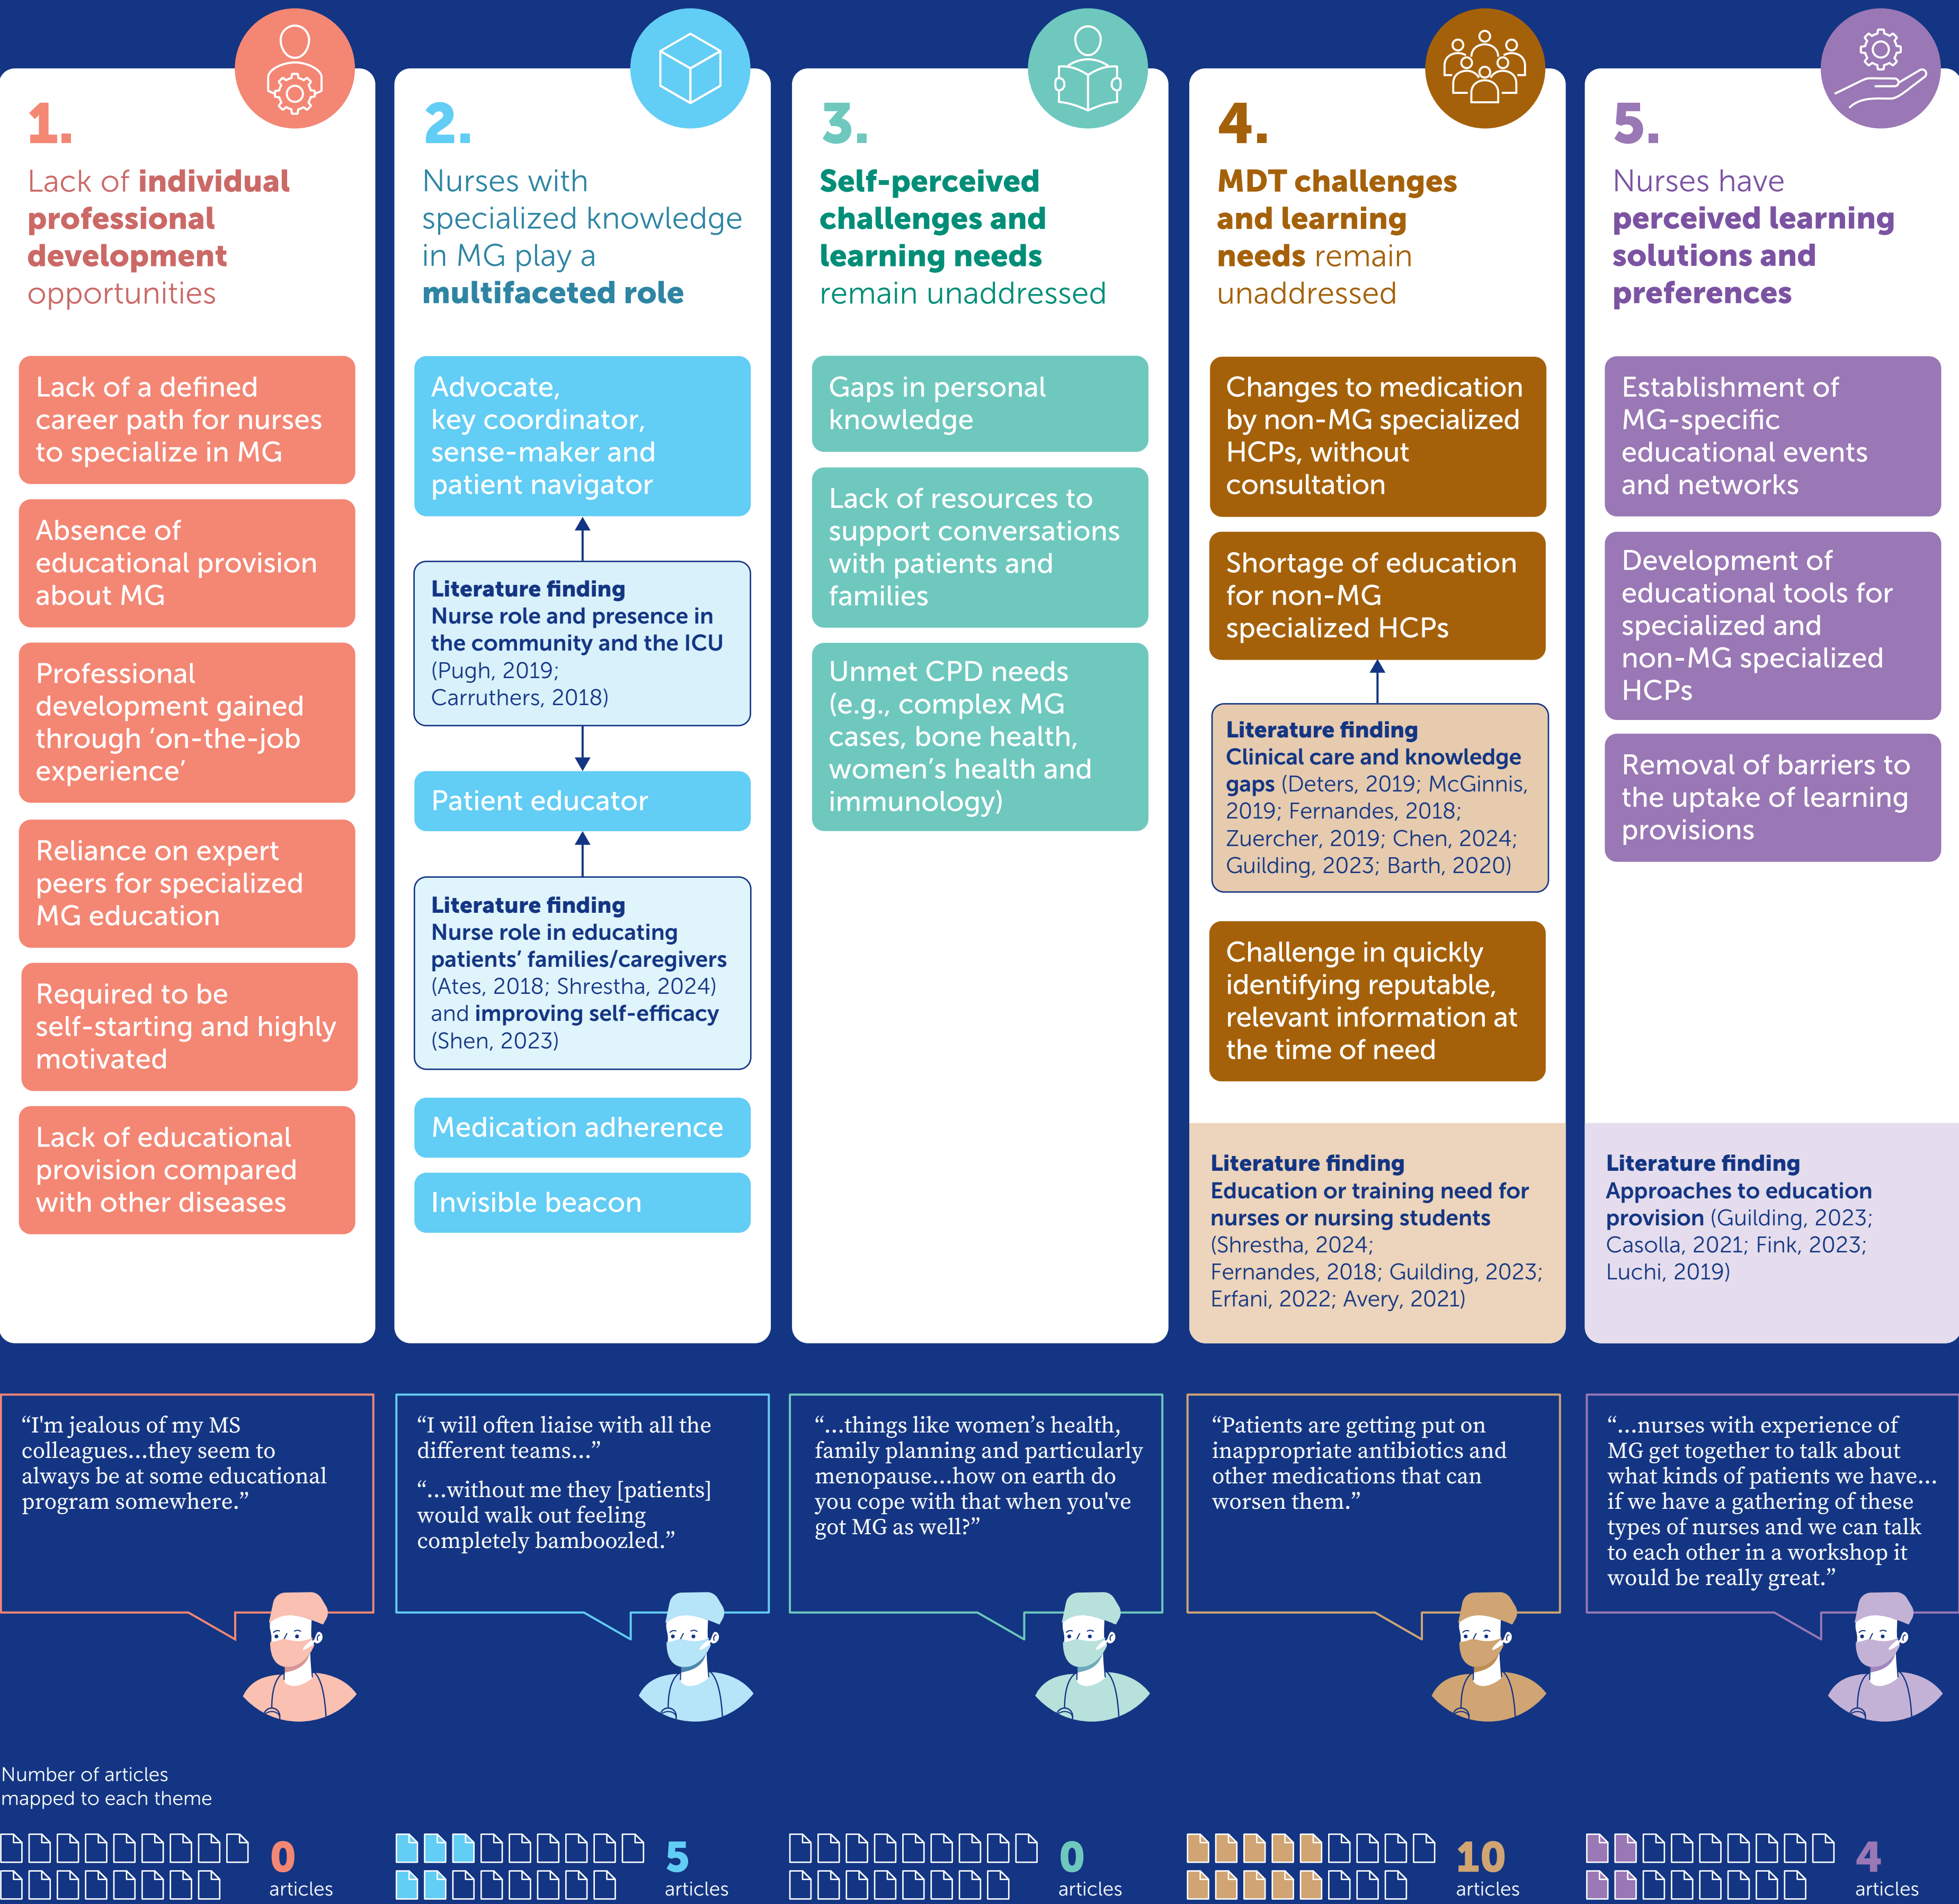 1.
Lack of individual
professional
development
opportunities
Lack of a defined
career path for nurses
to specialize in MG
Absence of
educational provision
about MG
Professional
development gained
through ‘on-the-job
experience’
Reliance on expert
peers for specialized
MG education
Required to be
self-starting and highly
motivated
Lack of educational
provision compared
with other diseases
2.
Nurses with
specialized knowledge
in MG play a
multifaceted role
Advocate,
key coordinator,
sense-maker and
patient navigator
Literature finding
Nurse role and presence in
the community and the ICU
(Pugh, 2019;
Carruthers, 2018)
Patient educator
Literature finding
Nurse role in educating
patients’ families/caregivers
(Ates, 2018; Shrestha, 2024)
and improving self-efficacy
(Shen, 2023)
Medication adherence
Invisible beacon
3.
Self-perceived
challenges and
learning needs
remain unaddressed
Gaps in personal
knowledge
Lack of resources to
support conversations
with patients and
families
Unmet CPD needs
(e.g., complex MG
cases, bone health,
women’s health and
immunology)
4.
MDT challenges
and learning
needs remain
unaddressed
Changes to medication
by non-MG specialized
HCPs, without
consultation
Shortage of education
for non-MG
specialized HCPs
Literature finding
Clinical care and knowledge
gaps (Deters, 2019; McGinnis,
2019; Fernandes, 2018;
Zuercher, 2019; Chen, 2024;
Guilding, 2023; Barth, 2020)
Challenge in quickly
identifying reputable,
relevant information at
the time of need
Literature finding
Education or training need for
nurses or nursing students
(Shrestha, 2024;
Fernandes, 2018; Guilding, 2023;
Erfani, 2022; Avery, 2021)
5.
Nurses have
perceived learning
solutions and
preferences
Establishment of
MG-specific
educational events
and networks
Development of
educational tools for
specialized and
non-MG specialized
HCPs
Removal of barriers to
the uptake of learning
provisions
Literature finding
Approaches to education
provision (Guilding, 2023;
Casolla, 2021; Fink, 2023;
Luchi, 2019)
“I'm jealous of my MS
colleagues...they seem to
always be at some educational
program somewhere.”
“I will often liaise with all the
different teams...”
“...without me they [patients]
would walk out feeling
completely bamboozled.”
“...things like women’s health,
family planning and particularly
menopause...how on earth do
you cope with that when you've
got MG as well?”
“Patients are getting put on
inappropriate antibiotics and
other medications that can
worsen them.”
“...nurses with experience of
MG get together to talk about
what kinds of patients we have...
if we have a gathering of these
types of nurses and we can talk
to each other in a workshop it
would be really great.”
Number of articles
mapped to each theme
0
articles
5
articles
0
articles
10
articles
4
articles